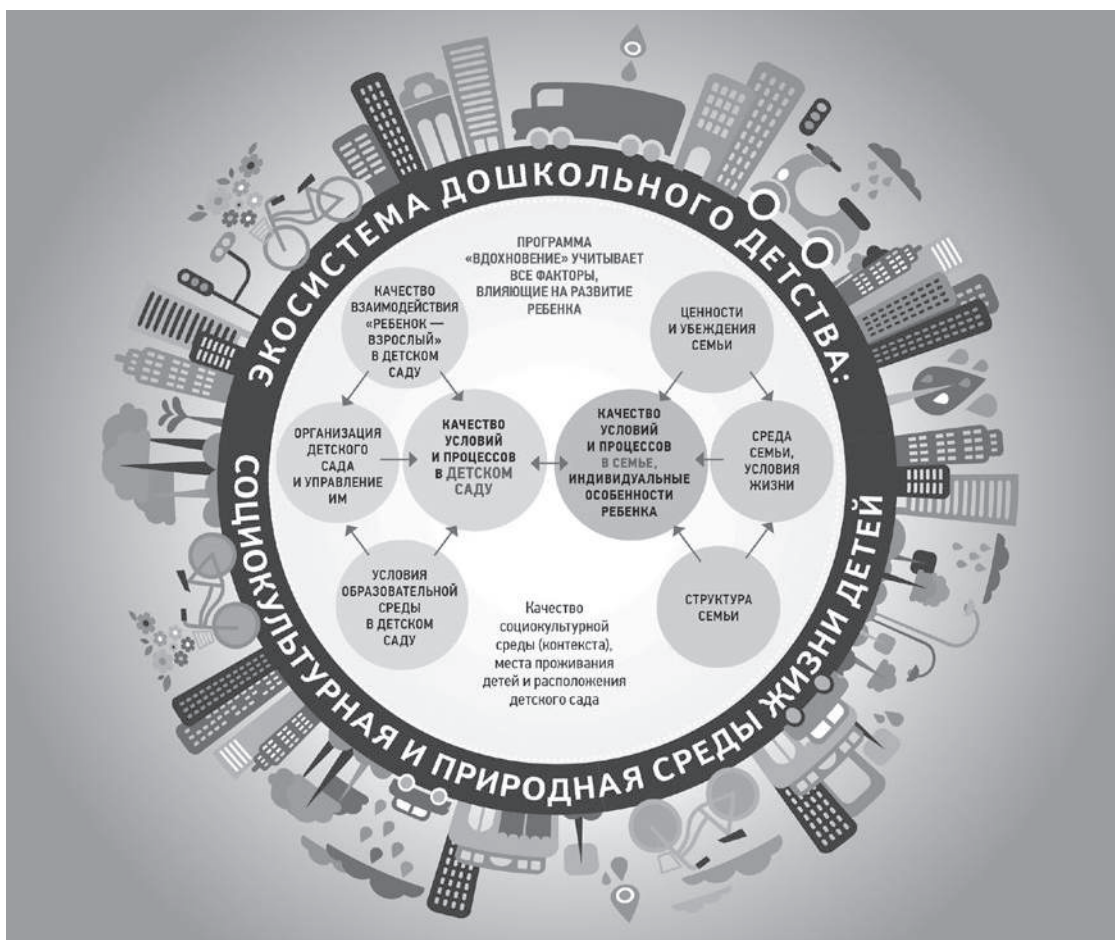 ЭКОСИСТЕМА ДОШКОЛЬНОГО ДЕТСТВА:
СОЦИОКУЛЬТУРНАЯ И ПРИРОДНАЯ СРЕДЫ ЖИЗНИ ДЕТЕЙ
ПРОГРАММА
«ВДОХНОВЕНИЕ» УЧИТЫВАЕТ
ВСЕ ФАКТОРЫ,
ВЛИЯЮЩИЕ НА РАЗВИТИЕ
РЕБЕНКА
КАЧЕСТВО
ВЗАИМОДЕЙСТВИЯ
«РЕБЕНОК —
ВЗРОСЛЫЙ»
В ДЕТСКОМ
САДУ
ЦЕННОСТИ
И УБЕЖДЕНИЯ
СЕМЬИ
ОРГАНИЗАЦИЯ
ДЕТСКОГО
САДА
И УПРАВЛЕНИЕ
ИМ
КАЧЕСТВО
УСЛОВИЙ
И ПРОЦЕССОВ
В ДЕТСКОМ
САДУ
КАЧЕСТВО
УСЛОВИЙ
И ПРОЦЕССОВ
В СЕМЬЕ,
ИНДИВИДУАЛЬНЫЕ
ОСОБЕННОСТИ
РЕБЕНКА
СРЕДА
СЕМЬИ,
УСЛОВИЯ
ЖИЗНИ
УСЛОВИЯ
ОБРАЗОВАТЕЛЬНОЙ
СРЕДЫ
В ДЕТСКОМ
САДУ
СТРУКТУРА
СЕМЬИ
Качество
социокультурной
среды (контекста),
места проживания
детей и расположения
детского сада